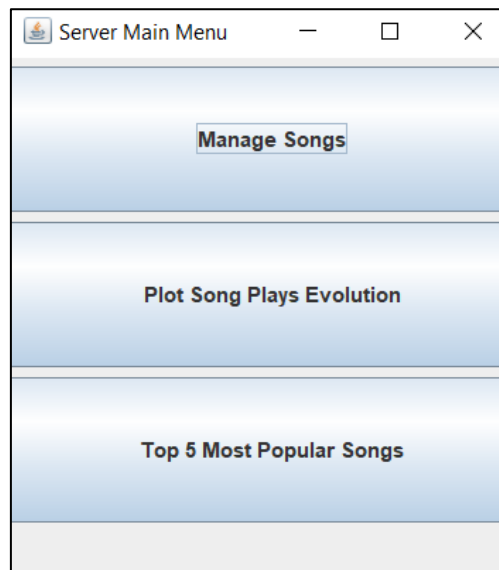 Server Main Menu
Manage Songs
Plot Song Plays Evolution
Top 5 Most Popular Songs